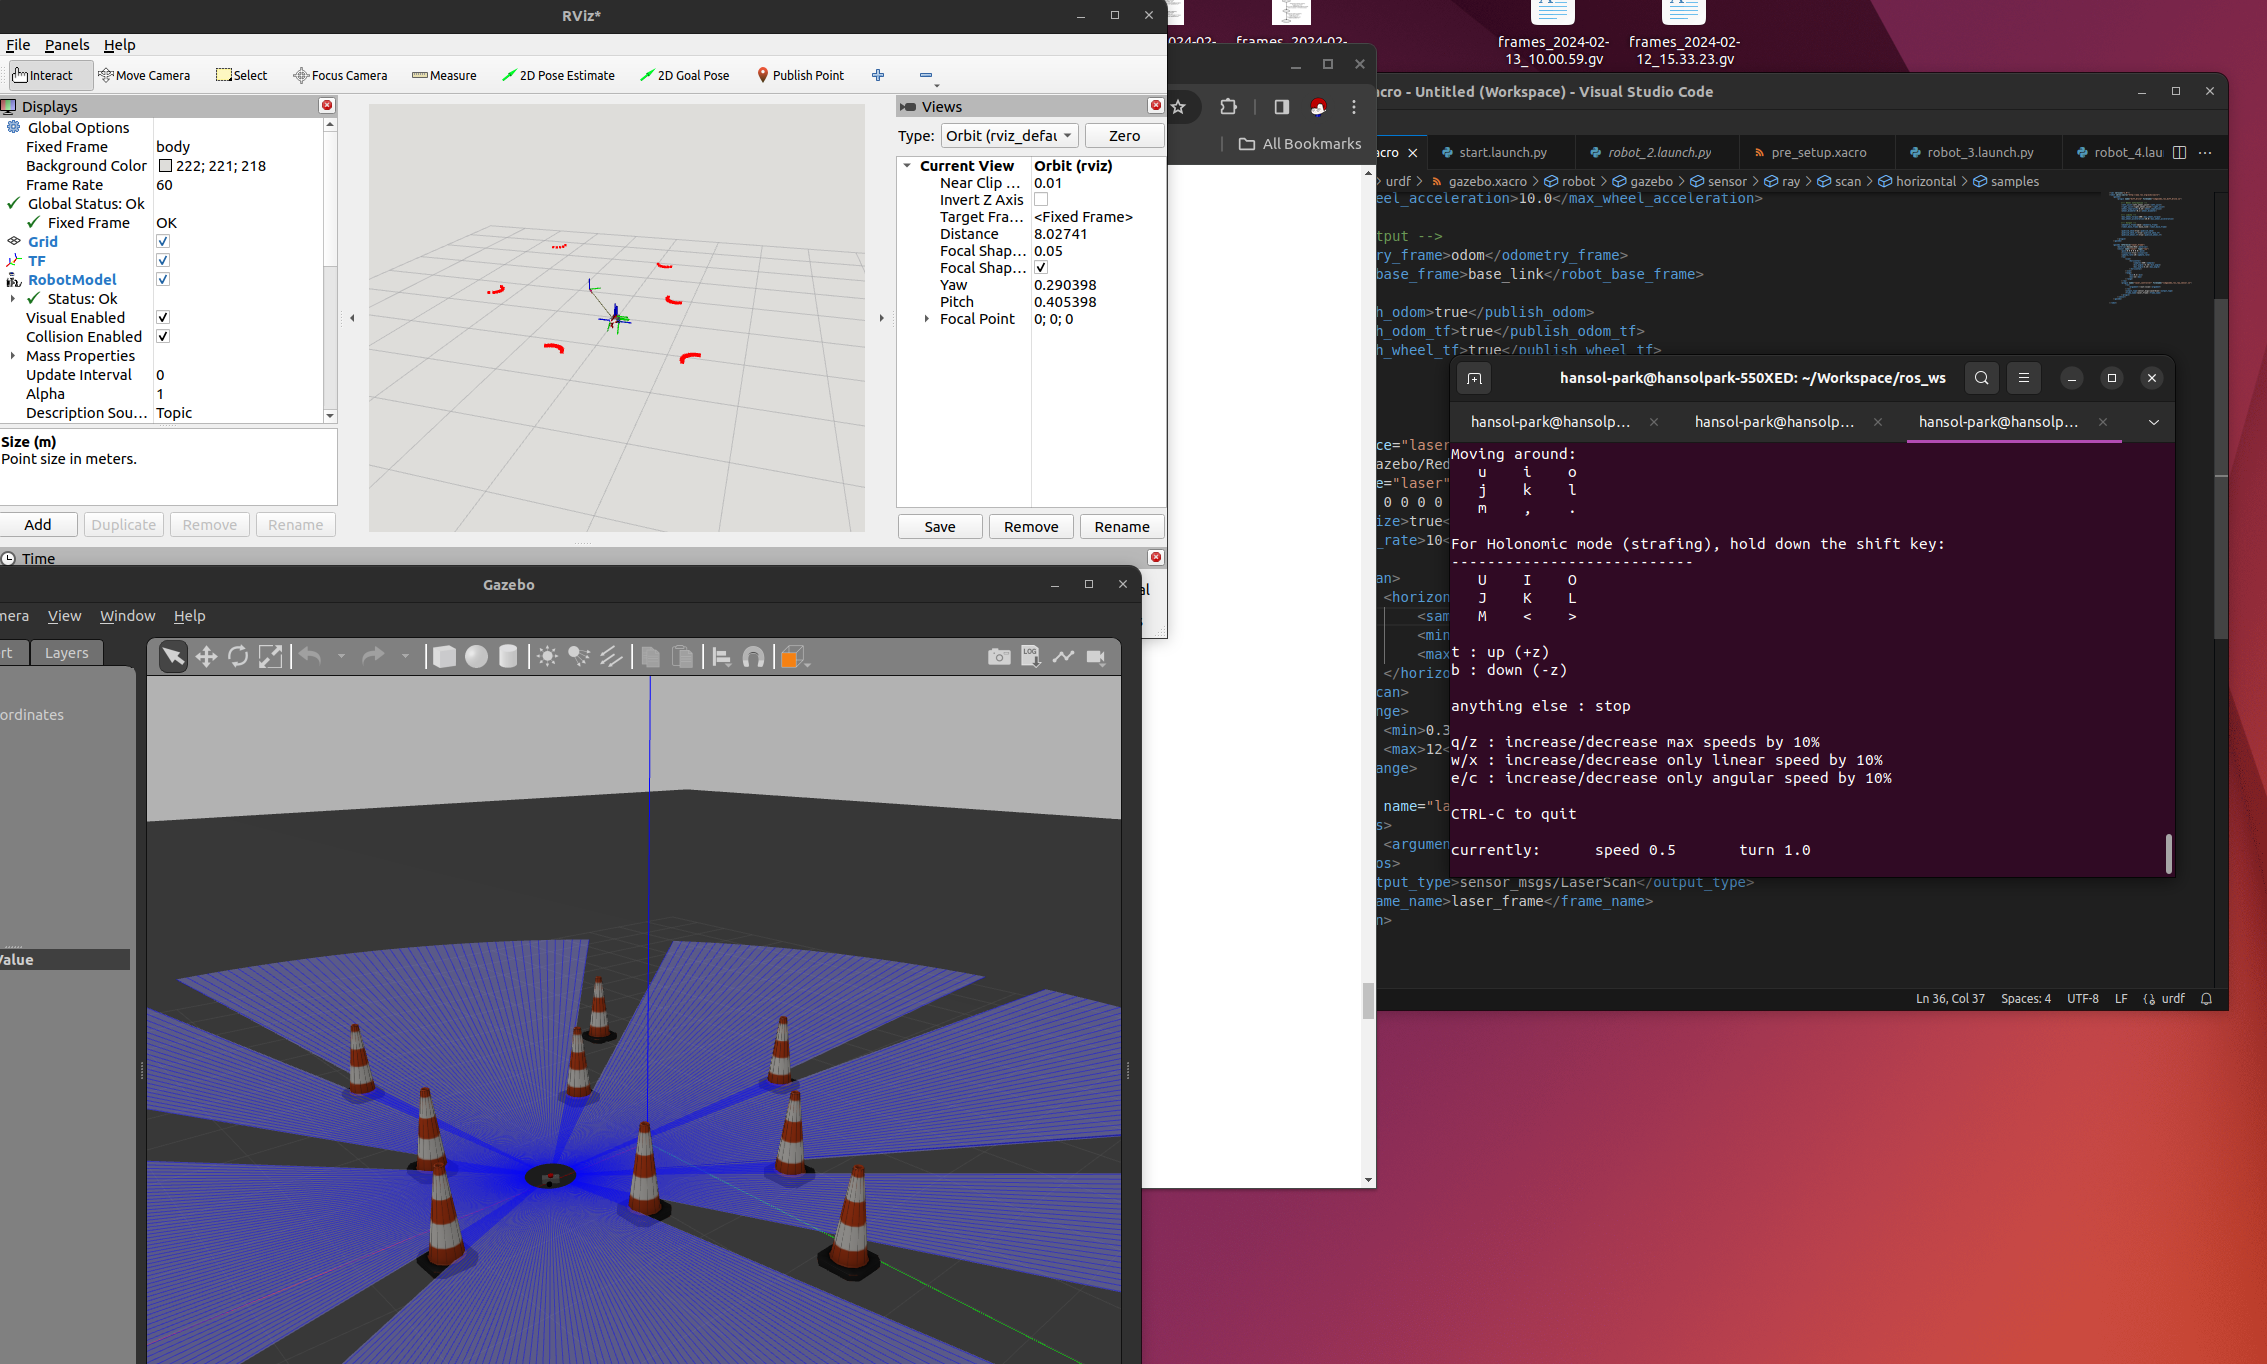 RViz*
File Panels Help
Interact Move Camera Select Focus Camera Measure 2D Pose Estimate 2D Goal Pose Publish Point
Displays
Global Options
Fixed Frame body
Background Color 222; 221; 218
Frame Rate 60
Global Status: Ok
Fixed Frame OK
Grid
TF
RobotModel
Status: Ok
Visual Enabled
Collision Enabled
Mass Properties
Update Interval 0
Alpha 1
Description Sou... Topic
Size (m)
Point size in meters.
Add Duplicate Remove Rename
Views
Type: Orbit (rviz_defau Zero
Current View Orbit (rviz)
Near Clip ... 0.01
Invert Z Axis
Target Fra... <Fixed Frame>
Distance 8.02741
Focal Shap... 0.05
Focal Shap...
Yaw 0.290398
Pitch 0.405398
Focal Point 0; 0; 0
Save Remove Rename
Time
Gazebo
mera View Window Help
rt Layers
ordinates
Value
LOG
024-02-
frames_2024-02-
frames_2024-02-
13_10.00.59.gv
frames_2024-02-
12_15.33.23.gv
All Bookmarks
acro - Untitled (Workspace) - Visual Studio Code
acro start.launch.py robot_2.launch.py pre_setup.xacro robot_3.launch.py robot_4.lau
urdf > gazebo.xacro > robot > gazebo > sensor > ray > scan > horizontal > samples
eel_acceleration>10.0</max_wheel_acceleration>
tput -->
ry_frame>odom</odometry_frame>
base_frame>base_link</robot_base_frame>
h_odom>true</publish_odom>
h_odom_tf>true</publish_odom_tf>
h_wheel_tf>true</publish_wheel_tf>
ce="laser
azebo/Red
e="laser"
0 0 0 0
ize>true<
_rate>10<
an>
<horizon
<sam
<min
<max
</horizo
can>
nge>
<min>0.3
<max>12<
ange>
name="la
s>
<argumen
os>
tput_type>sensor_msgs/LaserScan</output_type>
ame_name>laser_frame</frame_name>
n>
Ln 36, Col 37 Spaces: 4 UTF-8 LF urdf
hansol-park@hansolpark-550XED: ~/Workspace/ros_ws
hansol-park@hansolp... hansol-park@hansolp... hansol-park@hansolp...
Moving around:
u i o
j k l
m , .
For Holonomic mode (strafing), hold down the shift key:
---------------------------
U I O
J K L
M < >
t : up (+z)
b : down (-z)
anything else : stop
q/z : increase/decrease max speeds by 10%
w/x : increase/decrease only linear speed by 10%
e/c : increase/decrease only angular speed by 10%
CTRL-C to quit
currently: speed 0.5 turn 1.0